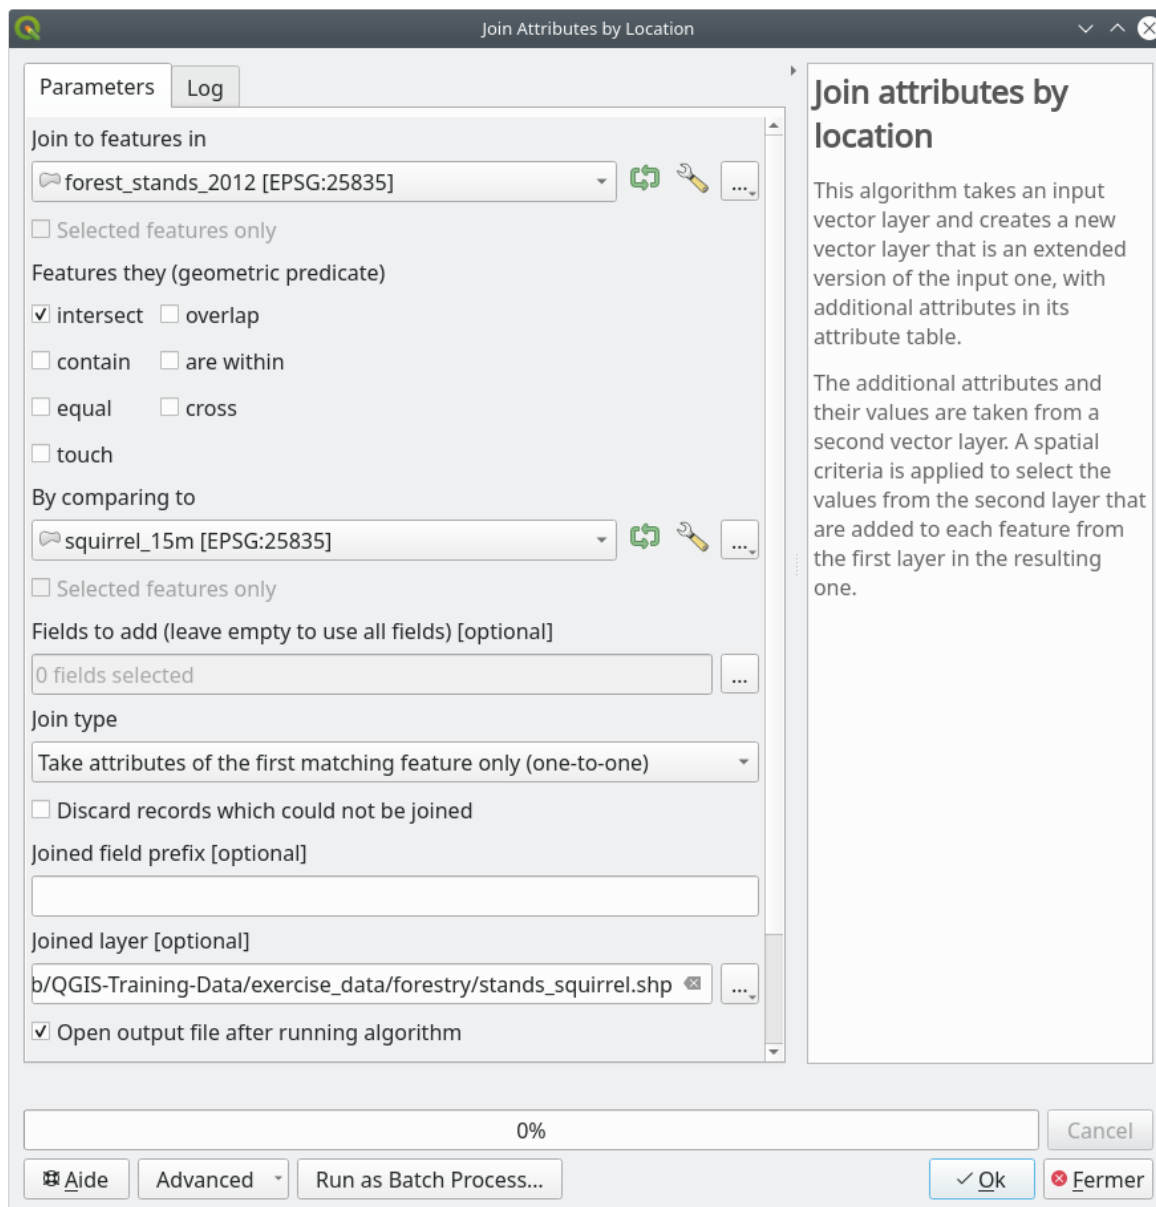 Join Attributes by Location
Parameters
Log
Join to features in
forest_stands_2012 [EPSG:25835]
...
Selected features only
Features they (geometric predicate)
intersect overlap
contain are within
equal cross
touch
By comparing to
squirrel_15m [EPSG:25835]
...
Selected features only
Fields to add (leave empty to use all fields) [optional]
0 fields selected
...
Join type
Take attributes of the first matching feature only (one-to-one)
Discard records which could not be joined
Joined field prefix [optional]
Joined layer [optional]
b/QGIS-Training-Data/exercise_data/forestry/stands_squirrel.shp
...
Open output file after running algorithm
Join attributes by
location
This algorithm takes an input
vector layer and creates a new
vector layer that is an extended
version of the input one, with
additional attributes in its
attribute table.
The additional attributes and
their values are taken from a
second vector layer. A spatial
criteria is applied to select the
values from the second layer that
are added to each feature from
the first layer in the resulting
one.
0%
Cancel
Aide
Advanced
Run as Batch Process...
Ok
Fermer